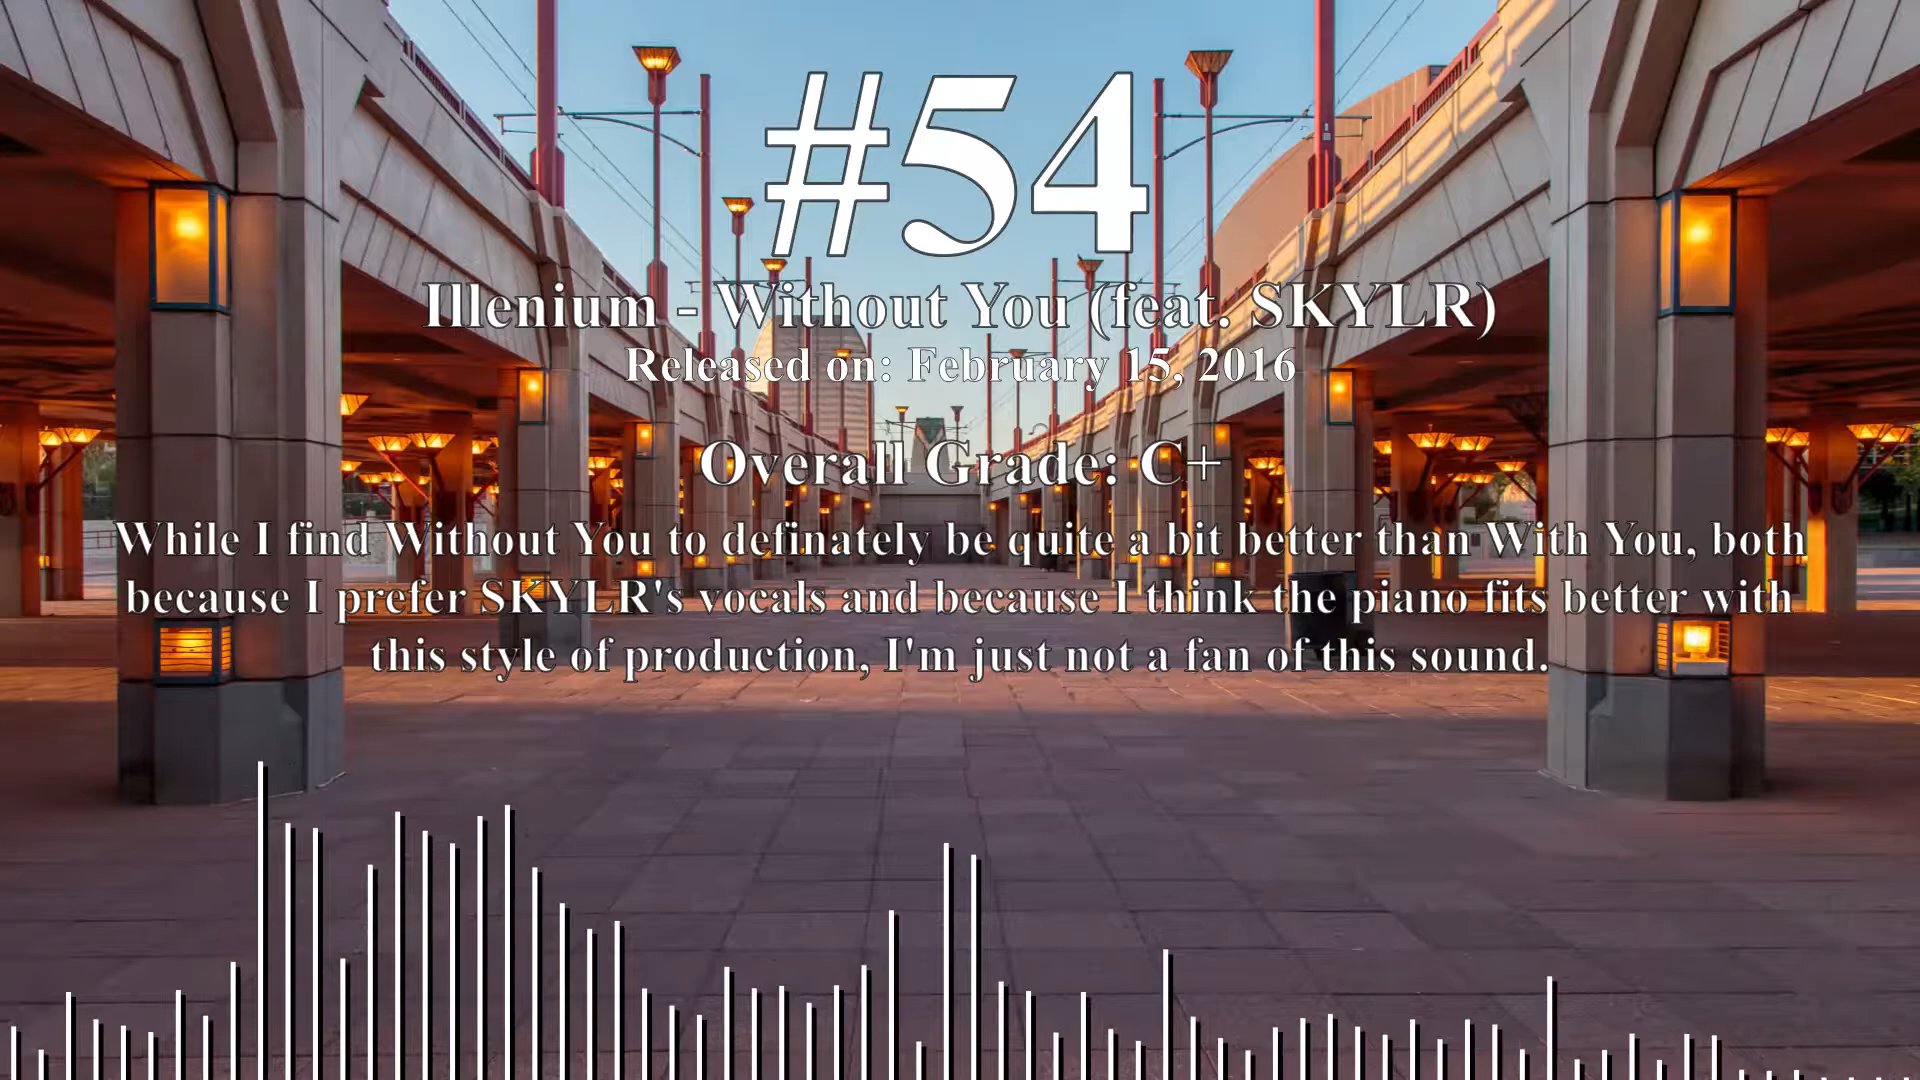 #54
Illenium - Without You (feat. SKYLR)
Released on: February 15, 2016
Overall Grade: C+
While I find Without You to definately be quite a bit better than With You, both
because I prefer SKYLR's vocals and because I think the piano fits better with
this style of production, I'm just not a fan of this sound.